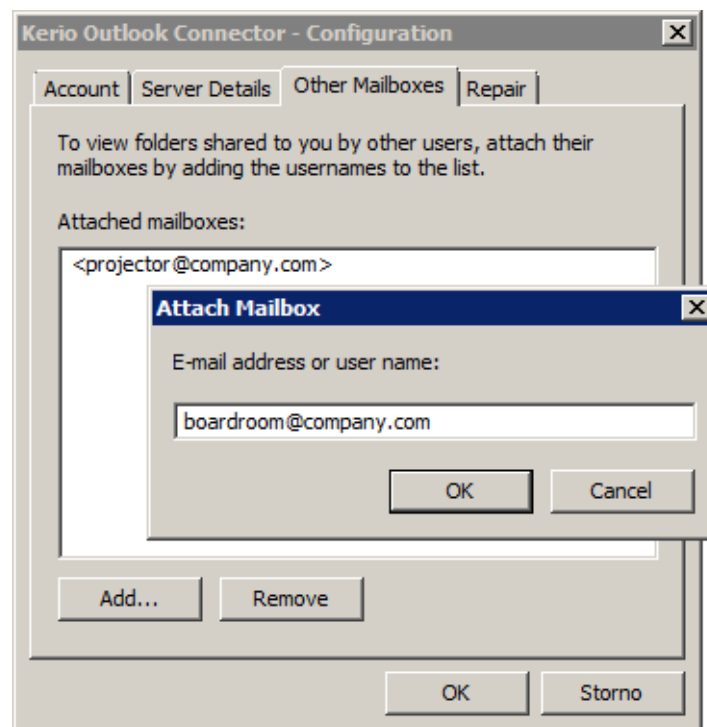 Kerio Outlook Connector - Configuration
Account
Server Details
Other Mailboxes
Repair
To view folders shared to you by other users, attach their
mailboxes by adding the usernames to the list.
Attached mailboxes:
<projector@company.com>
Attach Mailbox
E-mail address or user name:
boardroom@company.com
OK
Cancel
Add...
Remove
OK
Storno